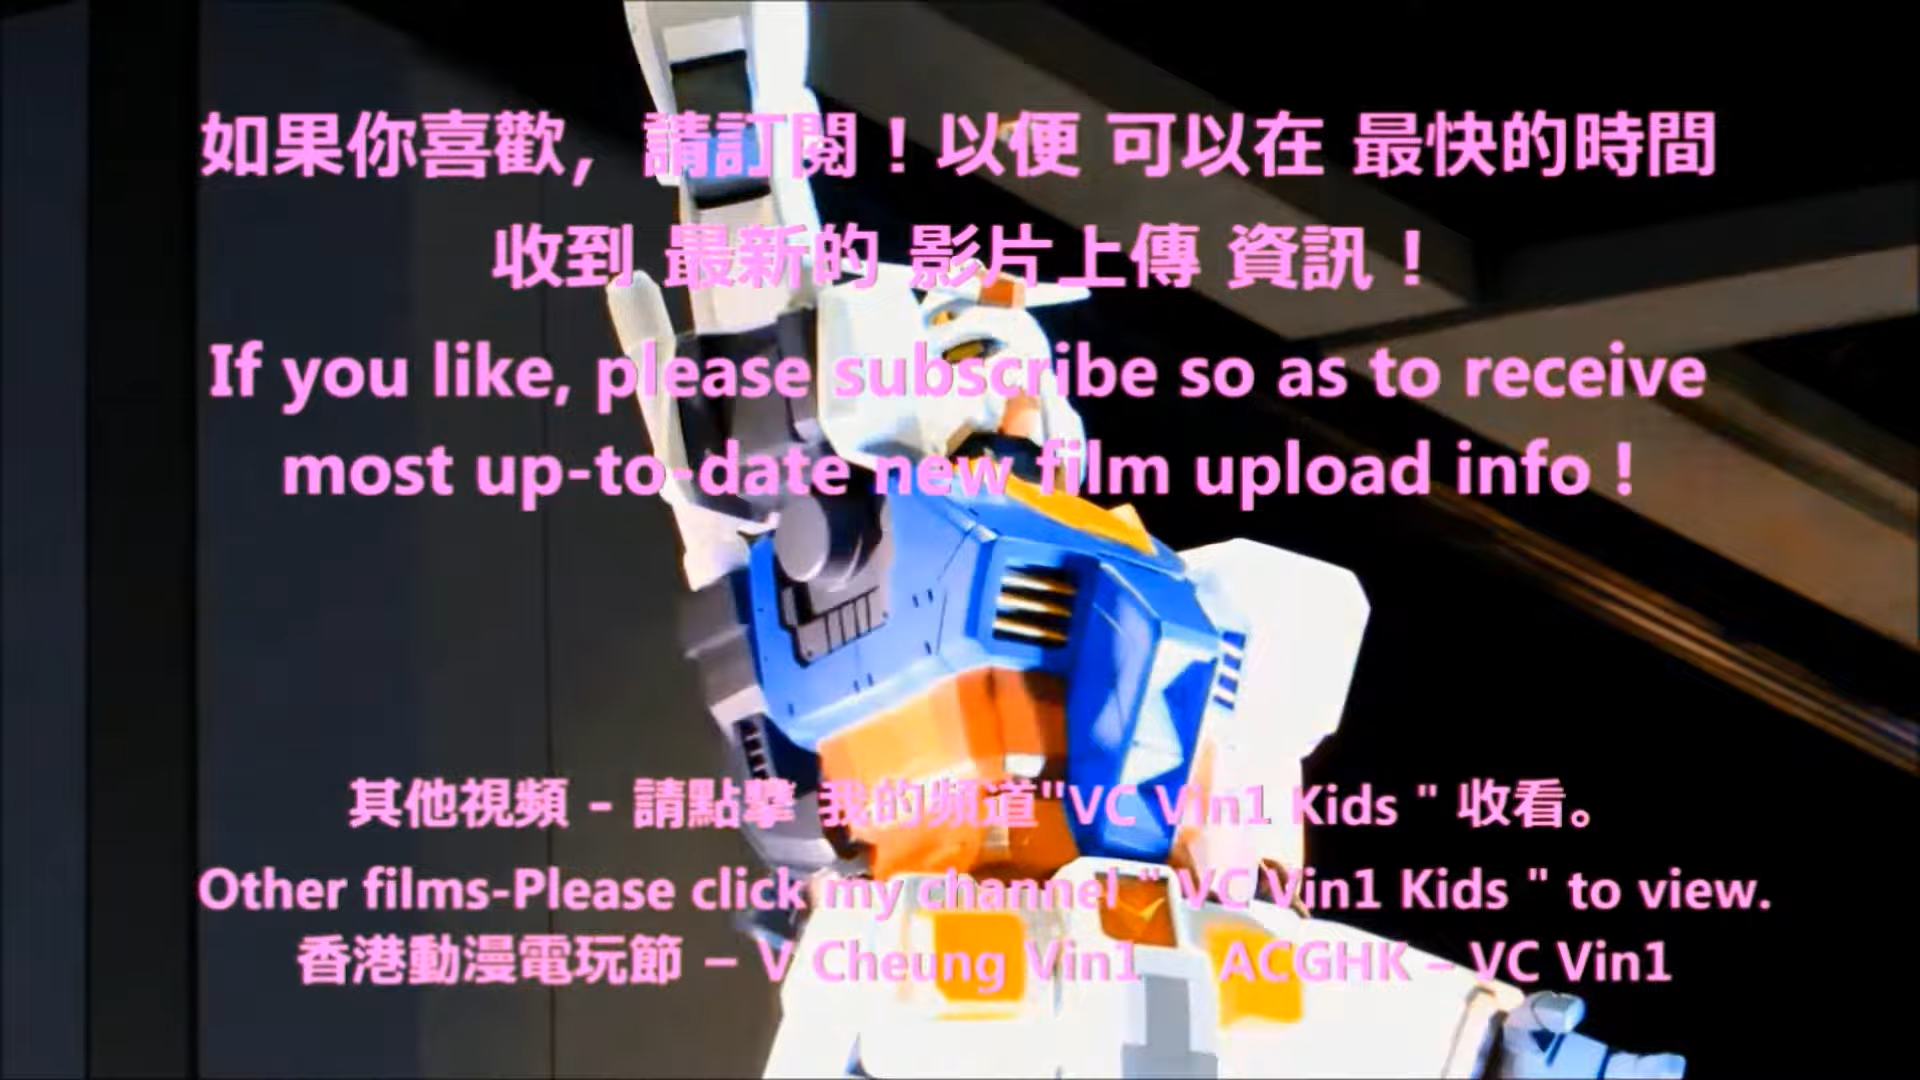 如果你喜歡，請訂閱！以便 可以在 最快的時間
收到 最新的 影片上傳 資訊！
If you like, please subscribe so as to receive
most up-to-date new film upload info !
其他視頻 - 請點擊 我的頻道"VC Vin1 Kids " 收看。
Other films-Please click my channel " VC Vin1 Kids " to view.
香港動漫電玩節 – V Cheung Vin1 ACGHK – VC Vin1